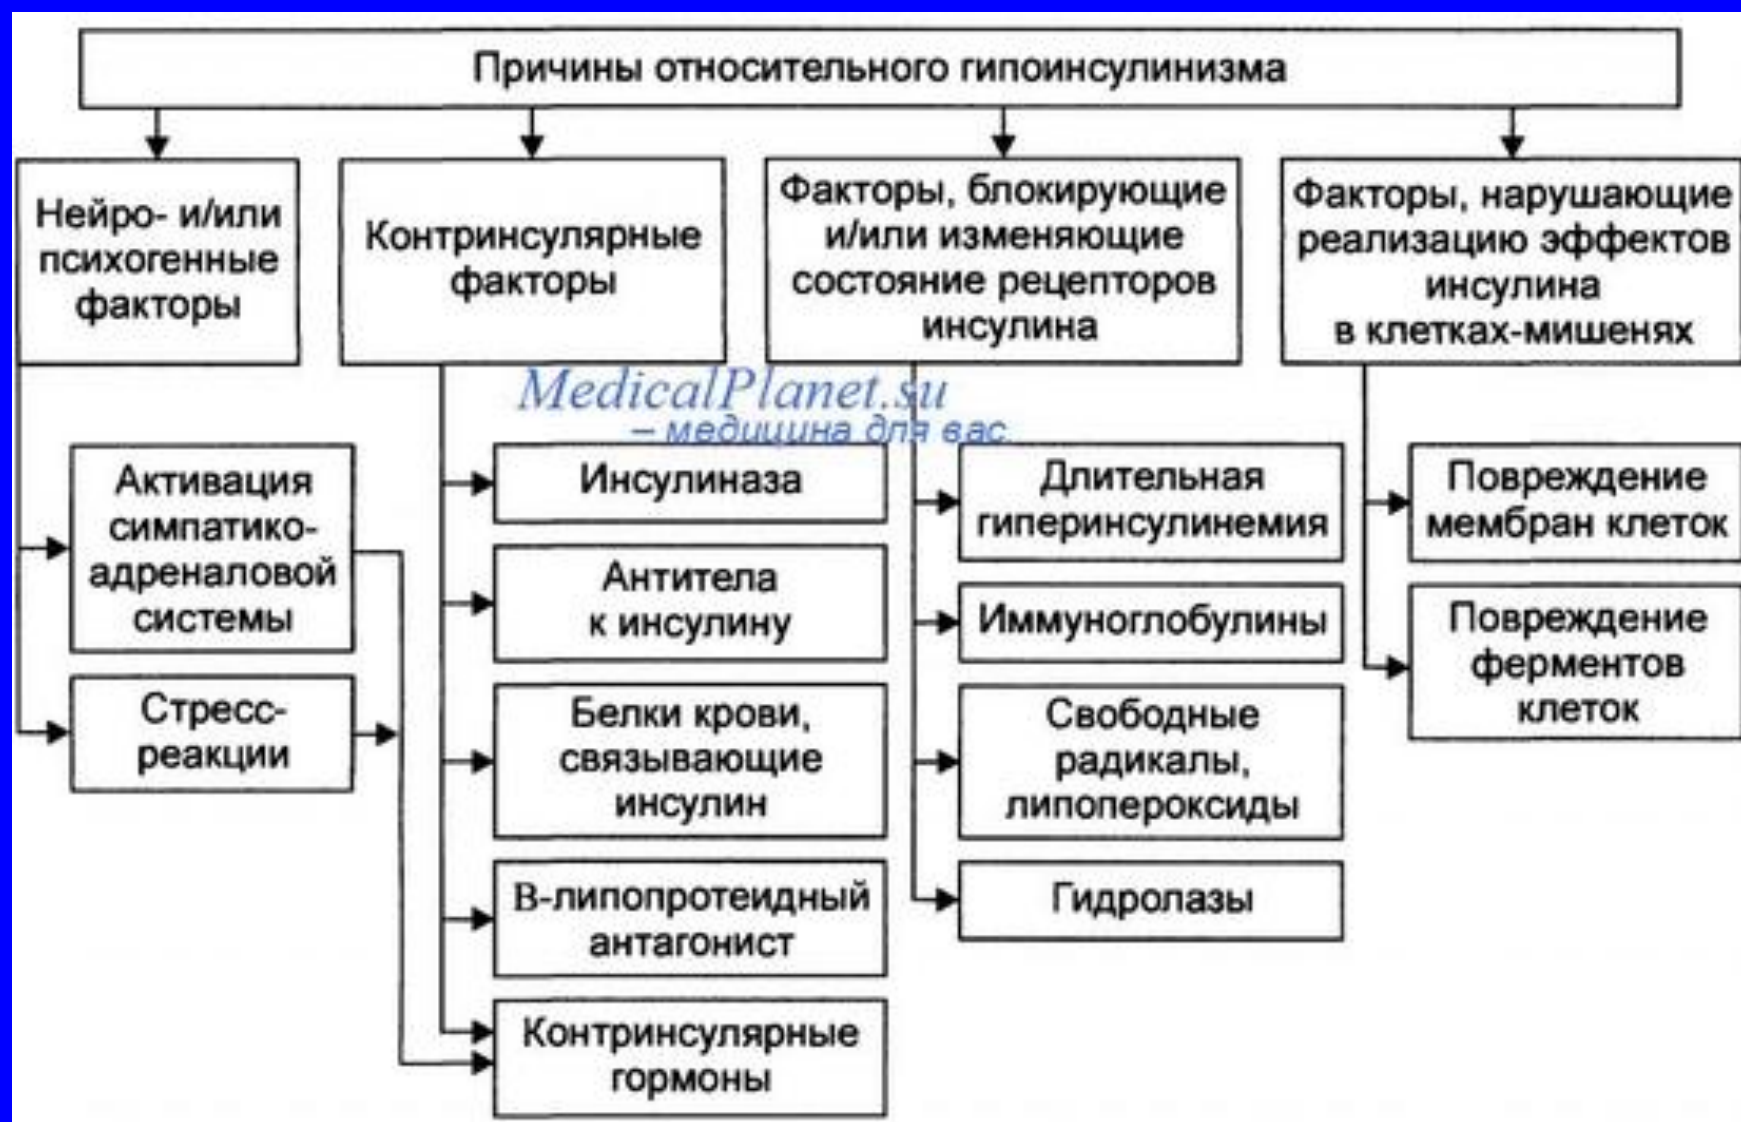 Причины относительного гипоинсулинизма
Нейро- и/или
психогенные
факторы
Контринсулярные
факторы
Факторы, блокирующие
и/или изменяющие
состояние рецепторов
инсулина
Факторы, нарушающие
реализацию эффектов
инсулина
в клетках-мишенях
MedicalPlanet.su
– медицина для вас.
Активация
симпатико-
адреналовой
системы
Стресс-
реакции
Инсулиназа
Антитела
к инсулину
Белки крови,
связывающие
инсулин
В-липопротеидный
антагонист
Контринсулярные
гормоны
Длительная
гиперинсулинемия
Иммуноглобулины
Свободные
радикалы,
липопероксиды
Гидролазы
Повреждение
мембран клеток
Повреждение
ферментов
клеток